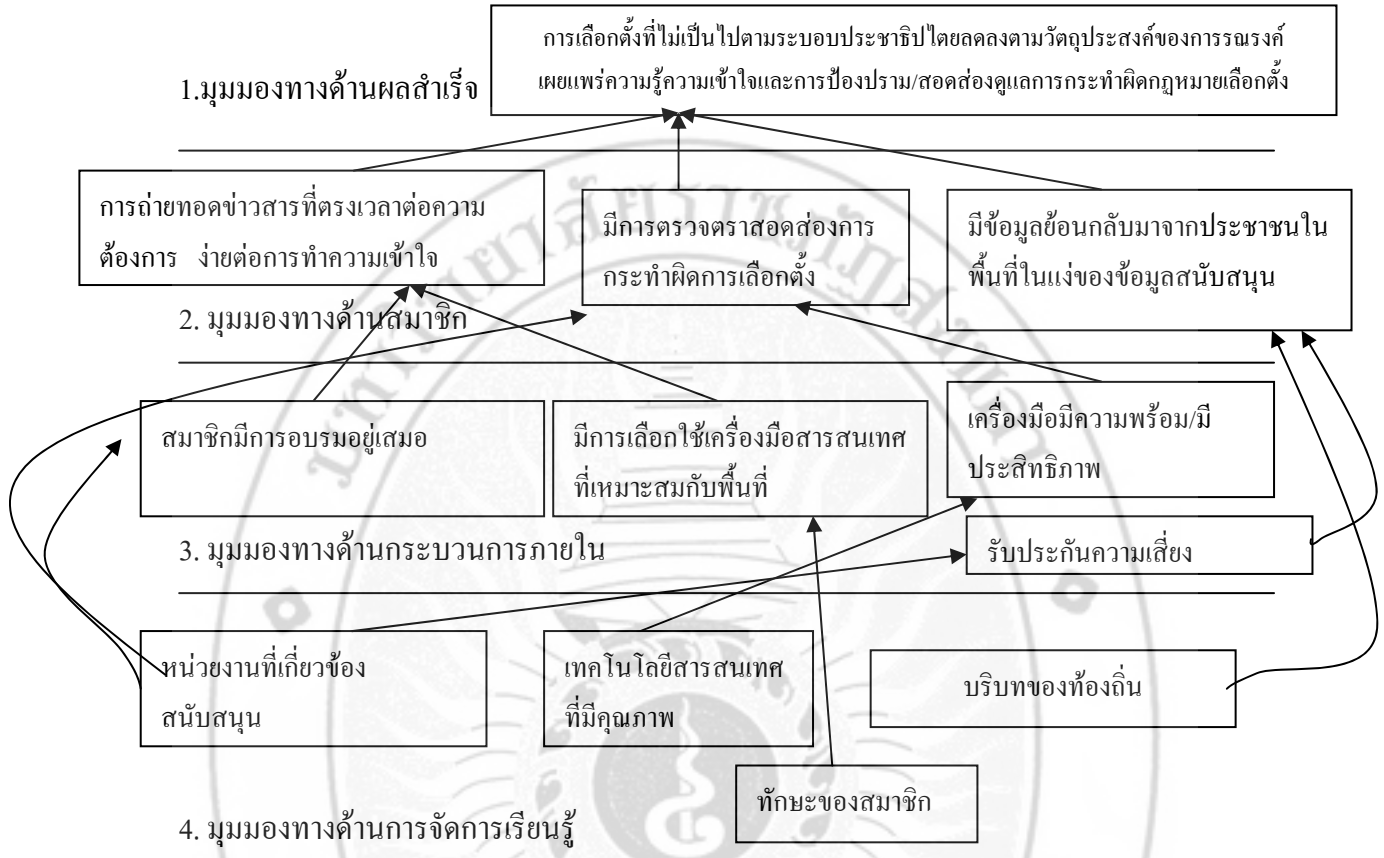 การเลือกตั้งที่ไม่เป็นไปตามระบอบประชาธิปไตยลดลงตามวัตถุประสงค์ของการรณรงค์
เผยแพร่ความรู้ความเข้าใจและการป้องปราม/สอดส่องดูแลการกระทำผิดกฎหมายเลือกตั้ง
1.มุมมองทางด้านผลสำเร็จ
การถ่ายทอดข่าวสารที่ตรงเวลาต่อความ
ต้องการ ง่ายต่อการทำความเข้าใจ
มีการตรวจตราสอดส่องการ
กระทำผิดการเลือกตั้ง
มีข้อมูลย้อนกลับมาจากประชาชนใน
พื้นที่ในแง่ของข้อมูลสนับสนุน
2. มุมมองทางด้านสมาชิก
สมาชิกมีการอบรมอยู่เสมอ
มีการเลือกใช้เครื่องมือสารสนเทศ
ที่เหมาะสมกับพื้นที่
เครื่องมือมีความพร้อม/มี
ประสิทธิภาพ
3. มุมมองทางด้านกระบวนการภายใน
รับประกันความเสี่ยง
หน่วยงานที่เกี่ยวข้อง
สนับสนุน
เทคโนโลยีสารสนเทศ
ที่มีคุณภาพ
บริบทของท้องถิ่น
ทักษะของสมาชิก
4. มุมมองทางด้านการจัดการเรียนรู้
มหาวิทยาลัยราชภัฏสงขลา